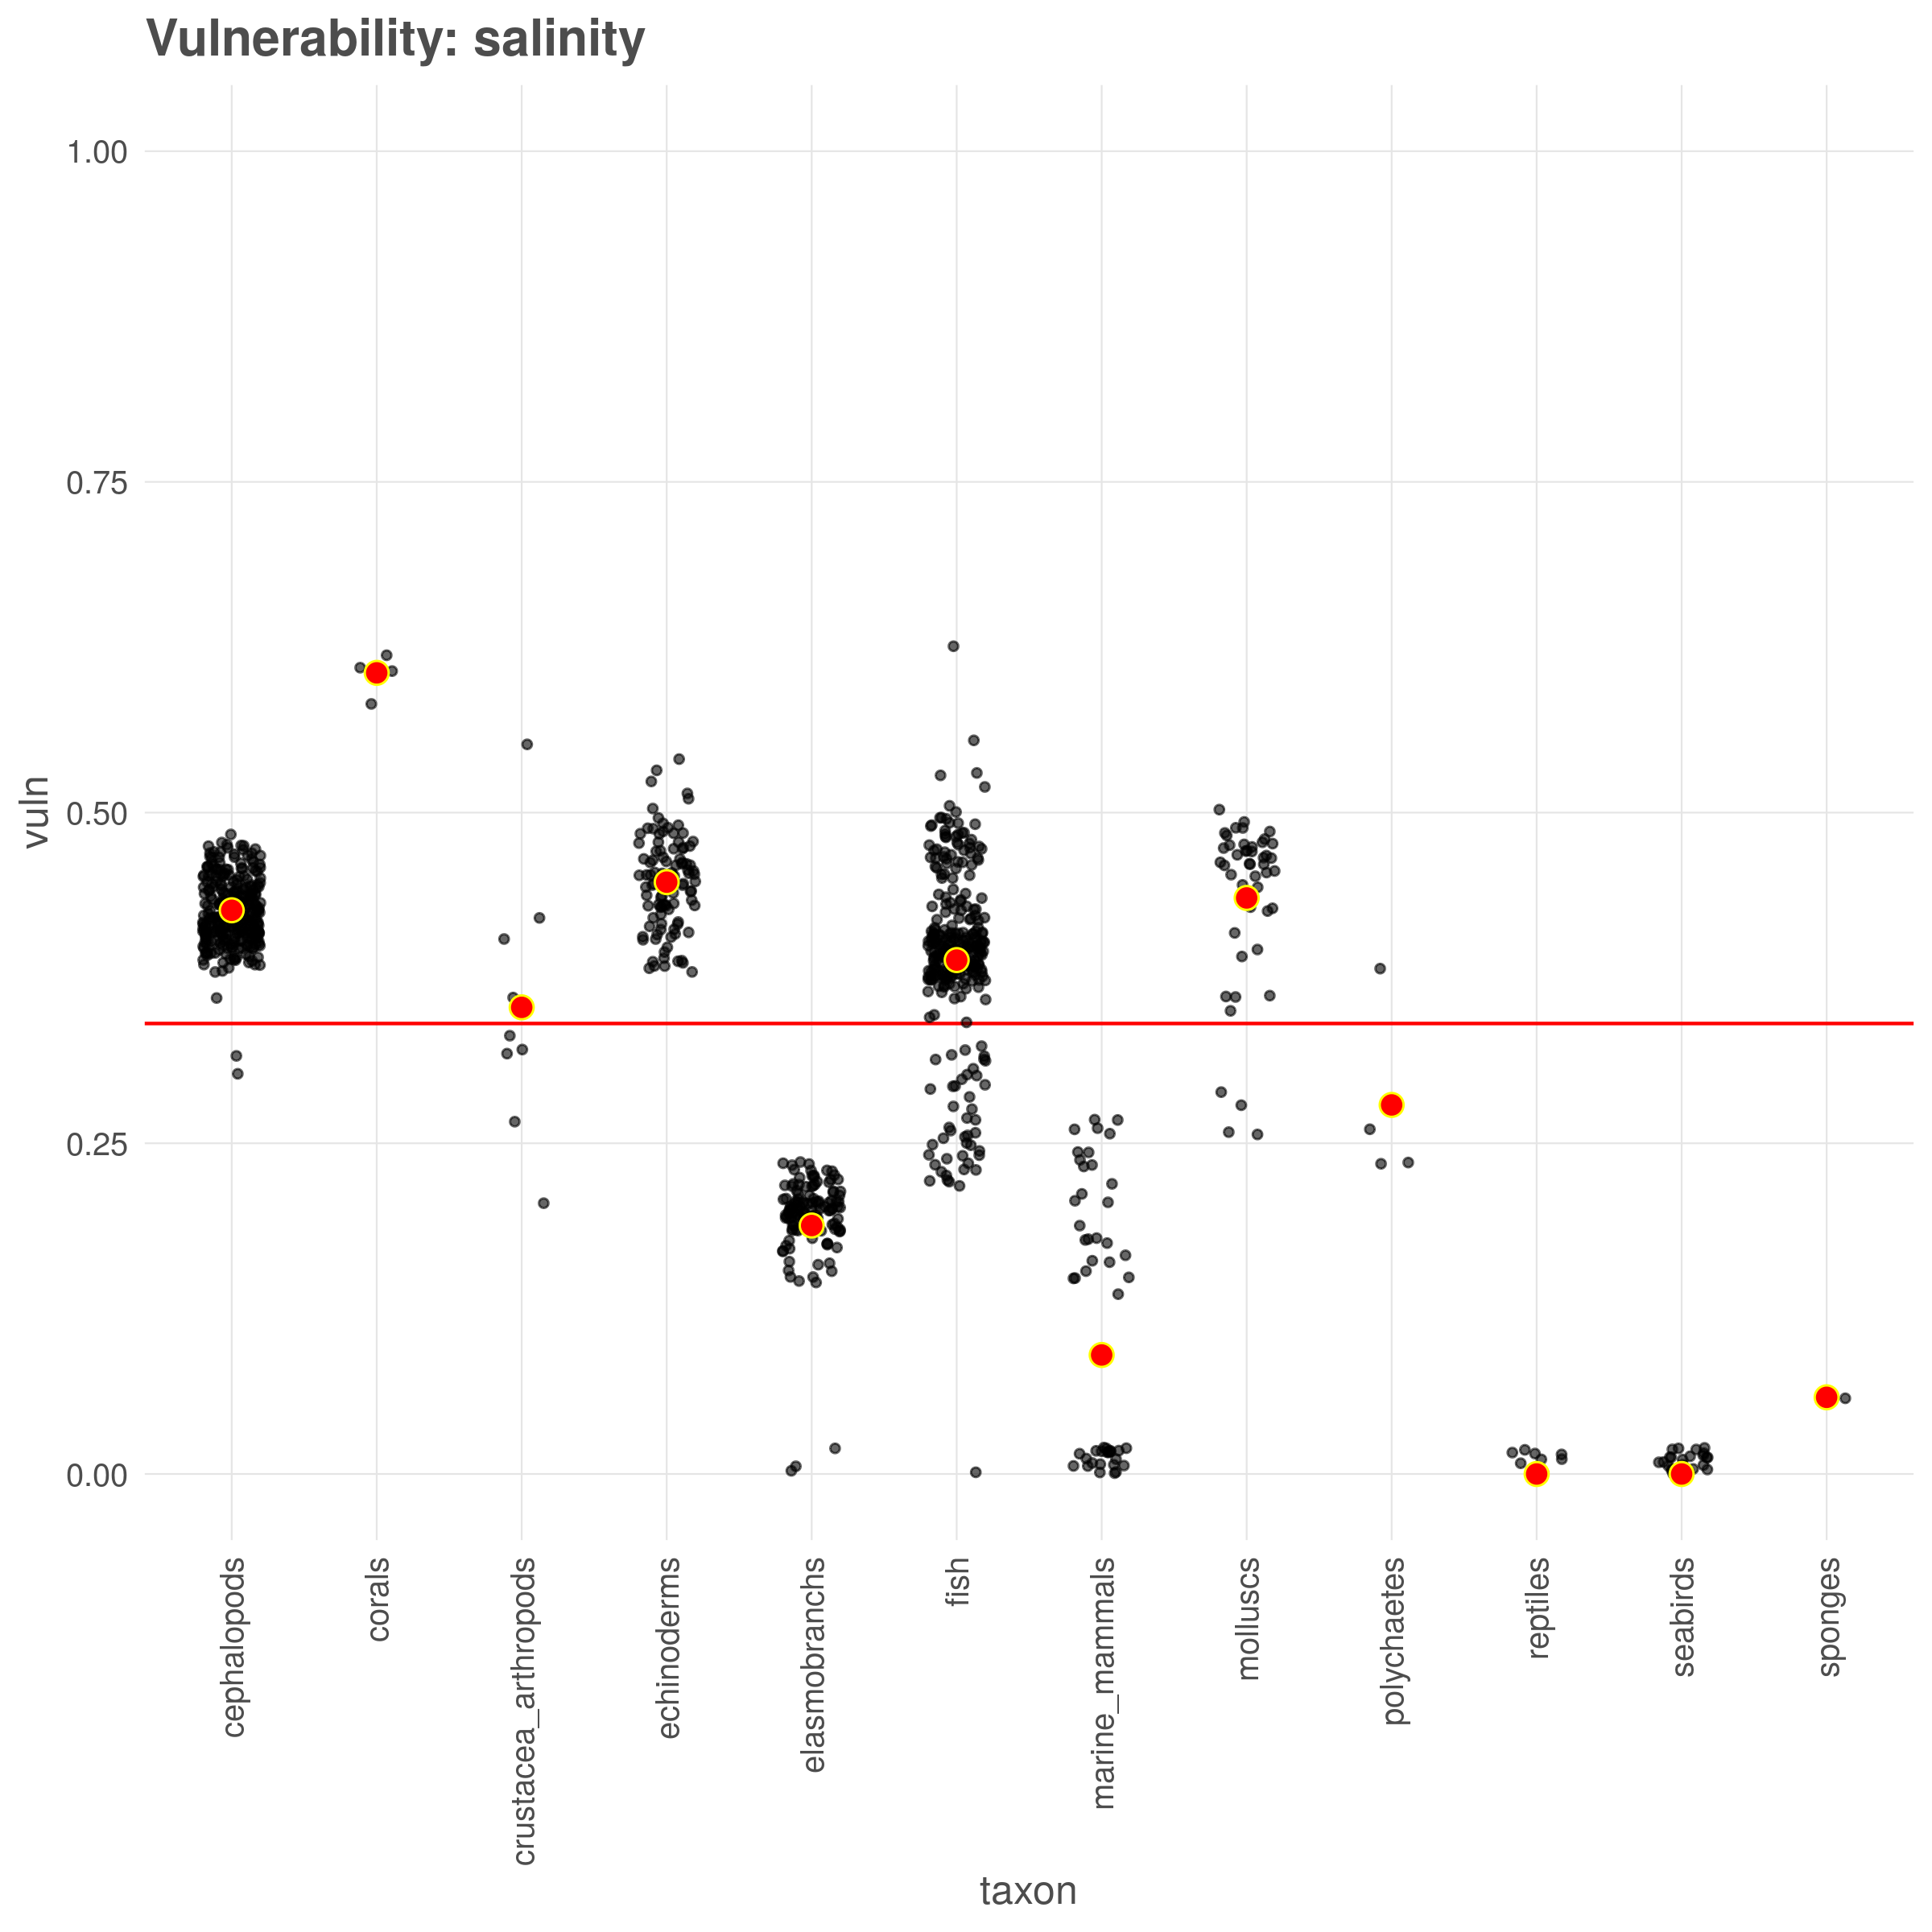 Vulnerability: salinity
vuln
1.00
0.75
0.50
0.25
0.00
cephalopods
corals
crustacea_arthropods
echinoderms
elasmobranchs
fish
marine_mammals
molluscs
polychaetes
reptiles
seabirds
sponges
taxon